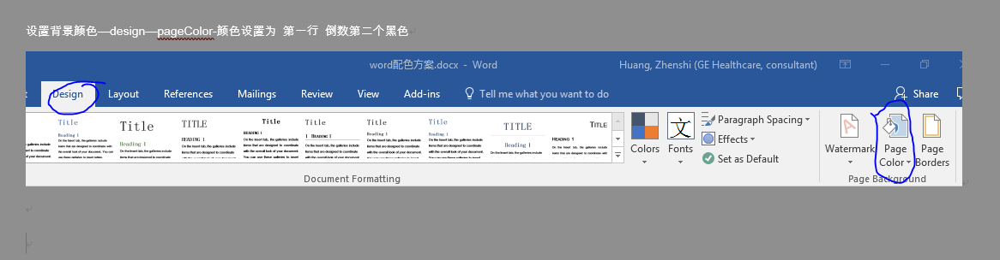 设置背景颜色—design—pageColor-颜色设置为 第一行 倒数第二个黑色
word配色方案.docx - Word
Huang, Zhenshi (GE Healthcare, consultant)
Design Layout References Mailings Review View Add-ins Tell me what you want to do Share
Title Title TITLE Title Title Title Title TITLE TITLE
Heading 1 Heading 1 HEADING 1 HEADING 1 1 HEADING 1 Heading 1 Heading 1 Heading 1 HEADING 1
文
Colors Fonts
Paragraph Spacing
Effects
Set as Default
Watermark Page Color Page Borders
Document Formatting Page Background